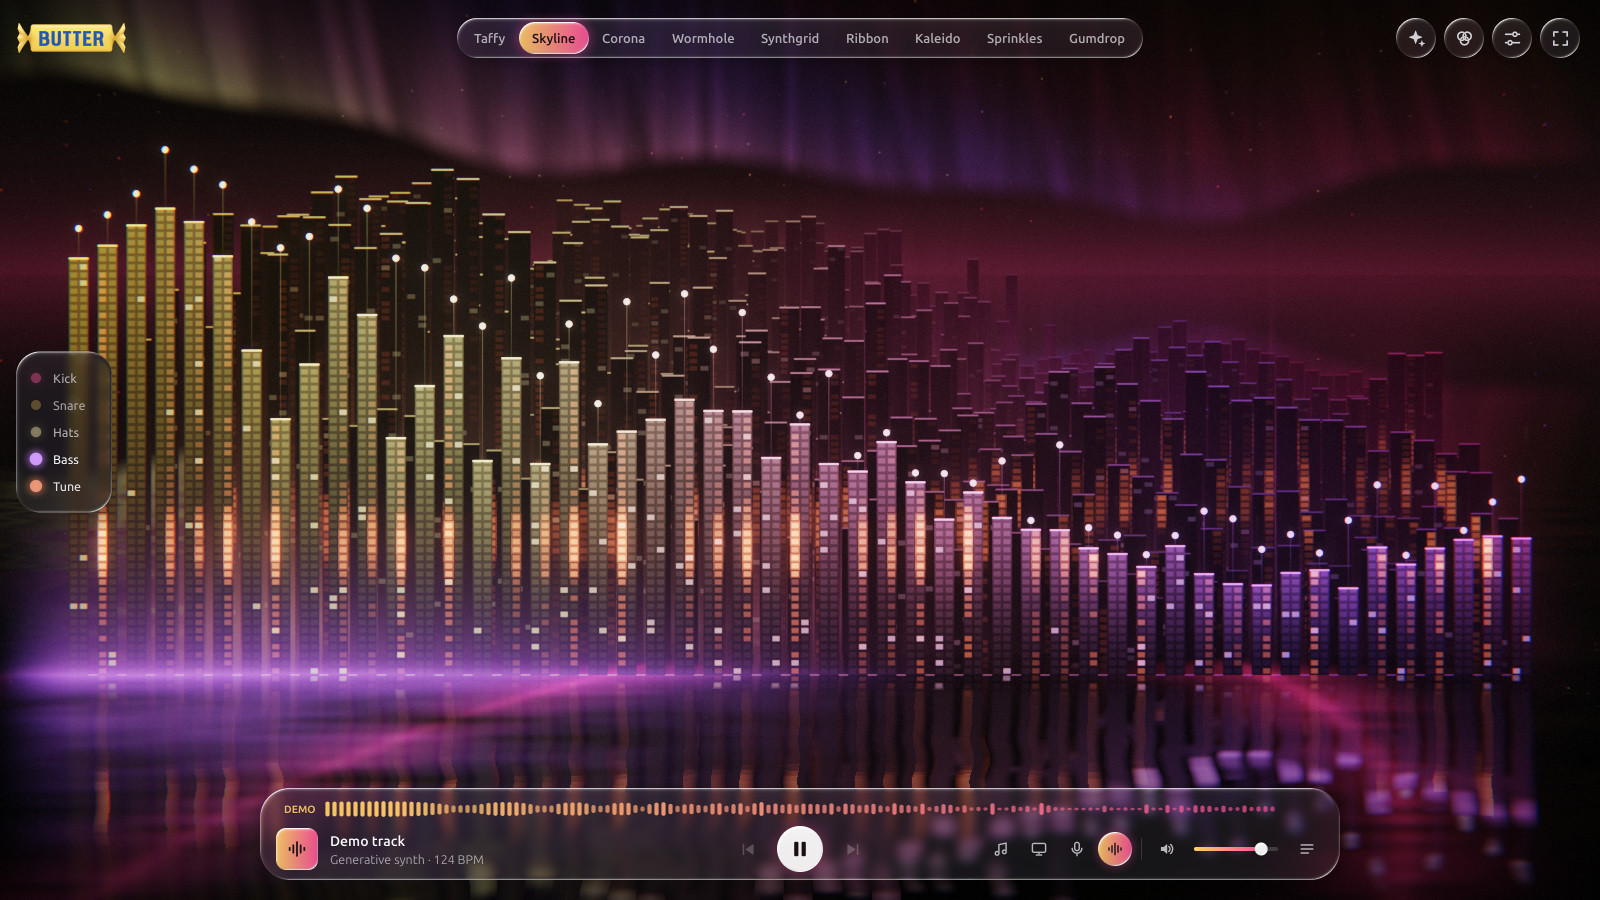 BUTTER
Taffy Skyline Corona Wormhole Synthgrid Ribbon Kaleido Sprinkles Gumdrop
Kick
Snare
Hats
Bass
Tune
DEMO
Demo track
Generative synth · 124 BPM